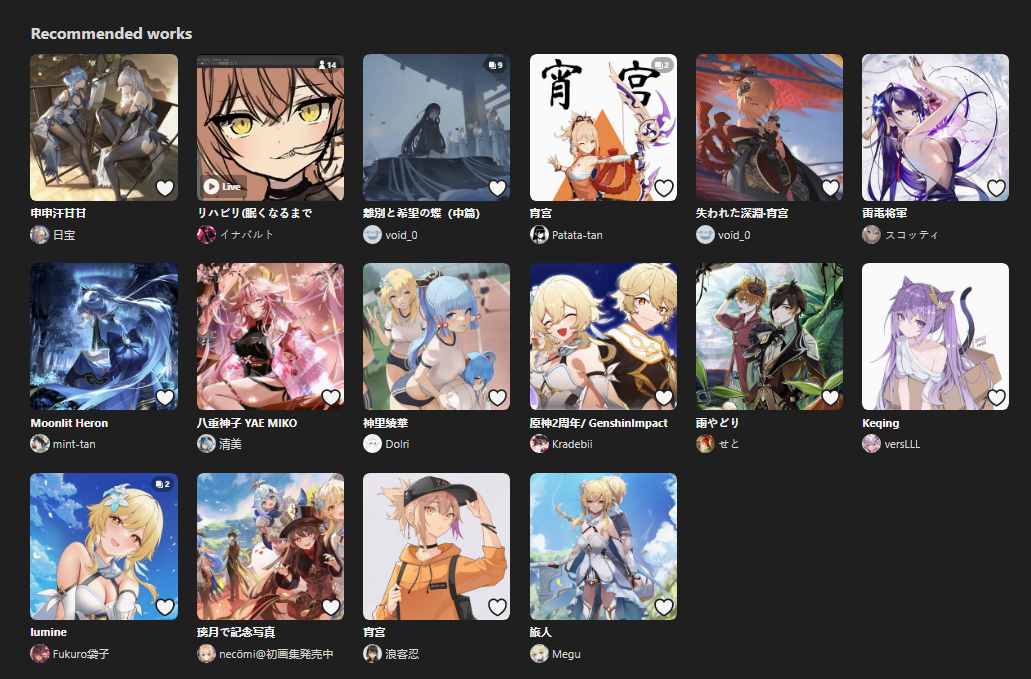 Recommended works
14
9
2
宵宮
Live
申申汗甘甘
リハビリ(眠くなるまで
離別と希望の蝶（中篇）
宵宮
失われた深淵·宵宮
雷電将軍
日宝
イナバルト
void_0
Patata-tan
void_0
スコッティ
Moonlit Heron
八重神子 YAE MIKO
神里綾華
原神2周年/ GenshinImpact
雨やどり
Keqing
mint-tan
清美
Dolri
Kradebii
せと
versLLL
2
lumine
璃月で記念写真
宵宮
旅人
Fukuro袋子
necömi@初画集発売中
浪客忍
Megu